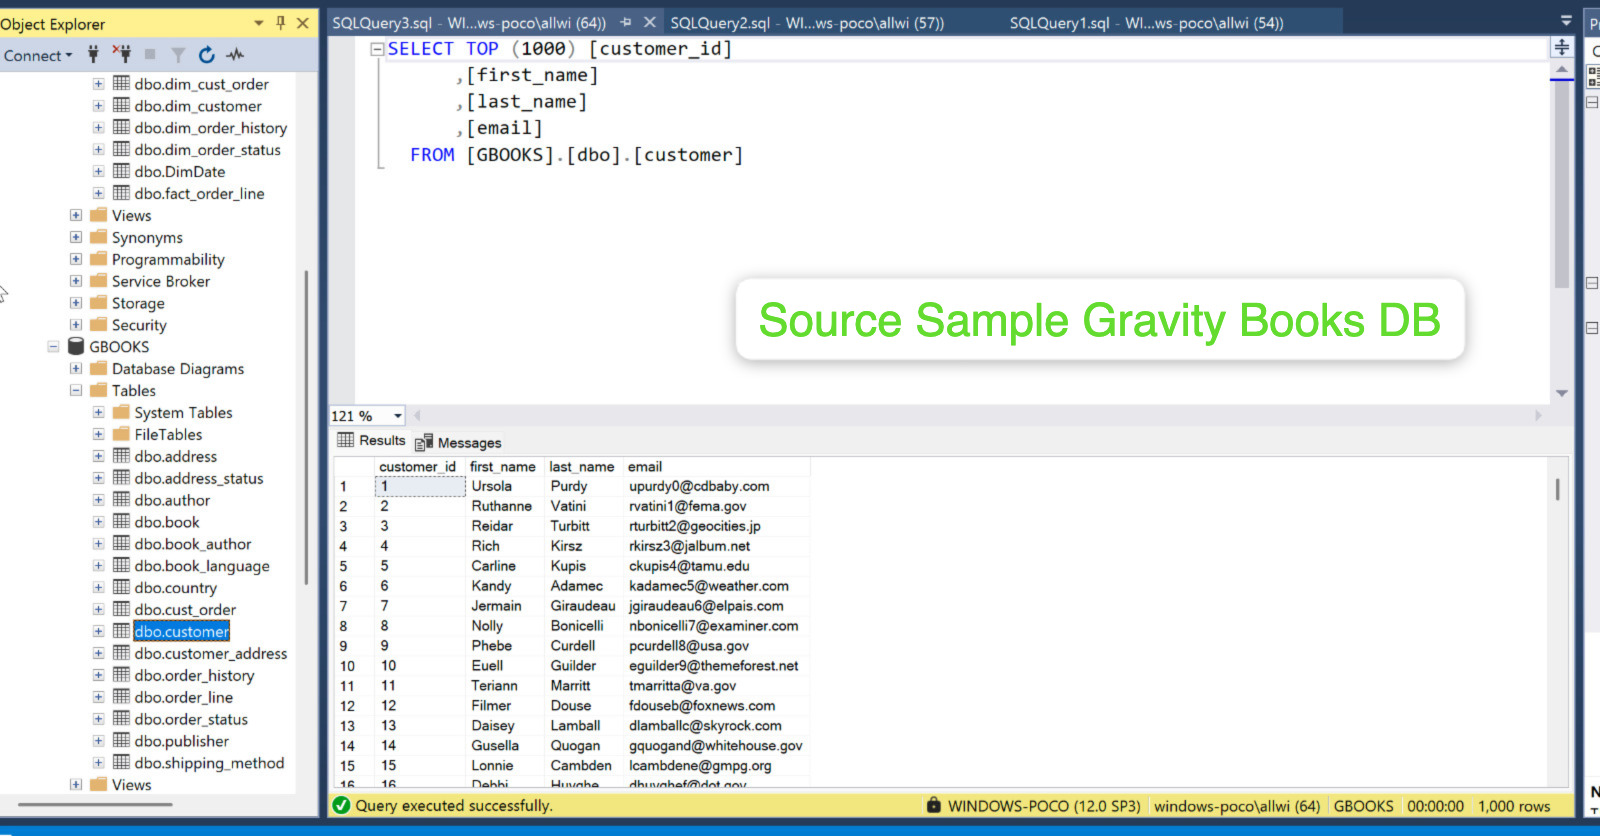 Object Explorer
Connect
dbo.dim_cust_order
dbo.dim_customer
dbo.dim_order_history
dbo.dim_order_status
dbo.DimDate
dbo.fact_order_line
Views
Synonyms
Programmability
Service Broker
Storage
Security
GBOOKS
Database Diagrams
Tables
System Tables
FileTables
dbo.address
dbo.address_status
dbo.author
dbo.book
dbo.book_author
dbo.book_language
dbo.country
dbo.cust_order
dbo.customer
dbo.customer_address
dbo.order_history
dbo.order_line
dbo.order_status
dbo.publisher
dbo.shipping_method
Views
SQLQuery3.sql - WI...ws-poco\allwi (64)) SQLQuery2.sql - WI...ws-poco\allwi (57)) SQLQuery1.sql - WI...ws-poco\allwi (54))
SELECT TOP (1000) [customer_id]
,[first_name]
,[last_name]
,[email]
FROM [GBOOKS].[dbo].[customer]
Source Sample Gravity Books DB
121 %
Results Messages
customer_id first_name last_name email
1 1 Ursola Purdy upurdy0@cdbaby.com
2 2 Ruthanne Vatini rvatini1@fema.gov
3 3 Reidar Turbitt rturbitt2@geocities.jp
4 4 Rich Kirsz rkirsz3@jalbum.net
5 5 Carline Kupis ckupis4@tamu.edu
6 6 Kandy Adamec kadamec5@weather.com
7 7 Jermain Giraudeau jgiraudeau6@elpais.com
8 8 Nolly Bonicelli nbonicelli7@examiner.com
9 9 Phebe Curdell pcurdell8@usa.gov
10 10 Euell Guilder eguilder9@themeforest.net
11 11 Teriann Marritt tmarritta@va.gov
12 12 Filmer Douse fdouseb@foxnews.com
13 13 Daisey Lamball dlamballc@skyrock.com
14 14 Gusella Quogan gquogand@whitehouse.gov
15 15 Lonnie Cambden lcambdene@gmpg.org
16 16 Debbi Huyghe dhuyghef@dot.gov
Query executed successfully. WINDOWS-POCO (12.0 SP3) windows-poco\allwi (64) GBOOKS 00:00:00 1,000 rows